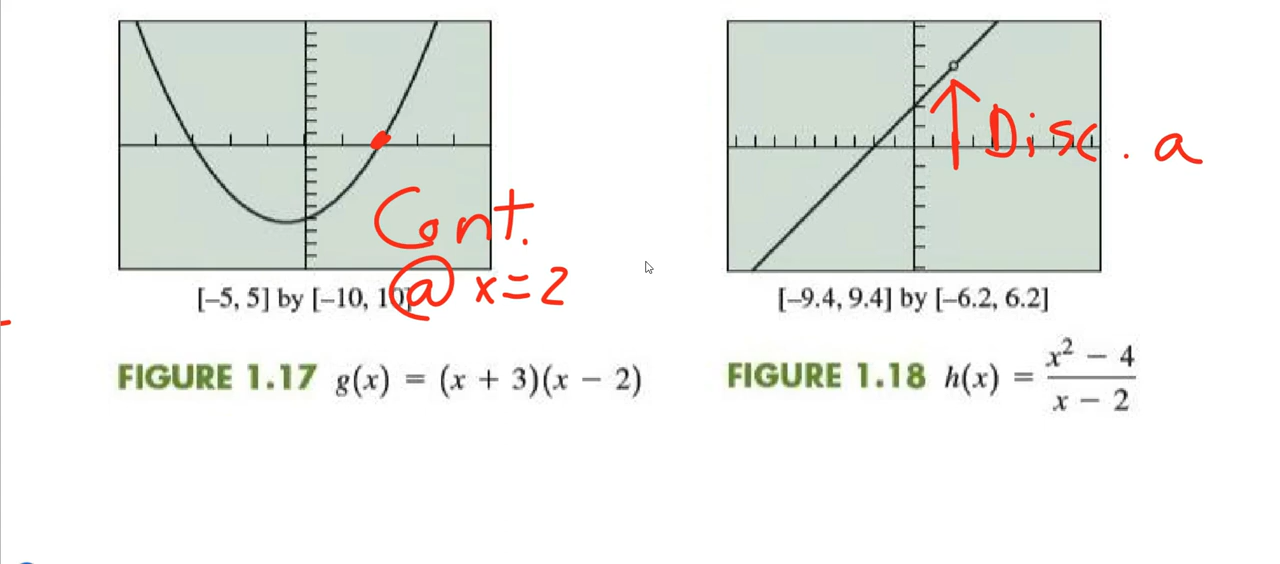 Cont.
@ x=2
Disc. a
[–5, 5] by [–10, 10]
[–9.4, 9.4] by [–6.2, 6.2]
FIGURE 1.17 g(x) = (x + 3)(x − 2)
FIGURE 1.18 h(x) = x² − 4 / x − 2